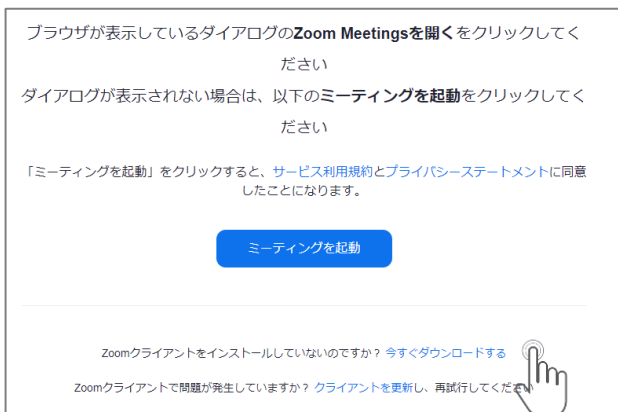 ブラウザが表示しているダイアログのZoom Meetingsを開くをクリックしてく
ださい
ダイアログが表示されない場合は、以下のミーティングを起動をクリックしてく
ださい
「ミーティングを起動」をクリックすると、サービス利用規約とプライバシーステートメントに同意
したことになります。
ミーティングを起動
Zoomクライアントをインストールしていないのですか？ 今すぐダウンロードする
Zoomクライアントで問題が発生していますか？ クライアントを更新し、再試行してください